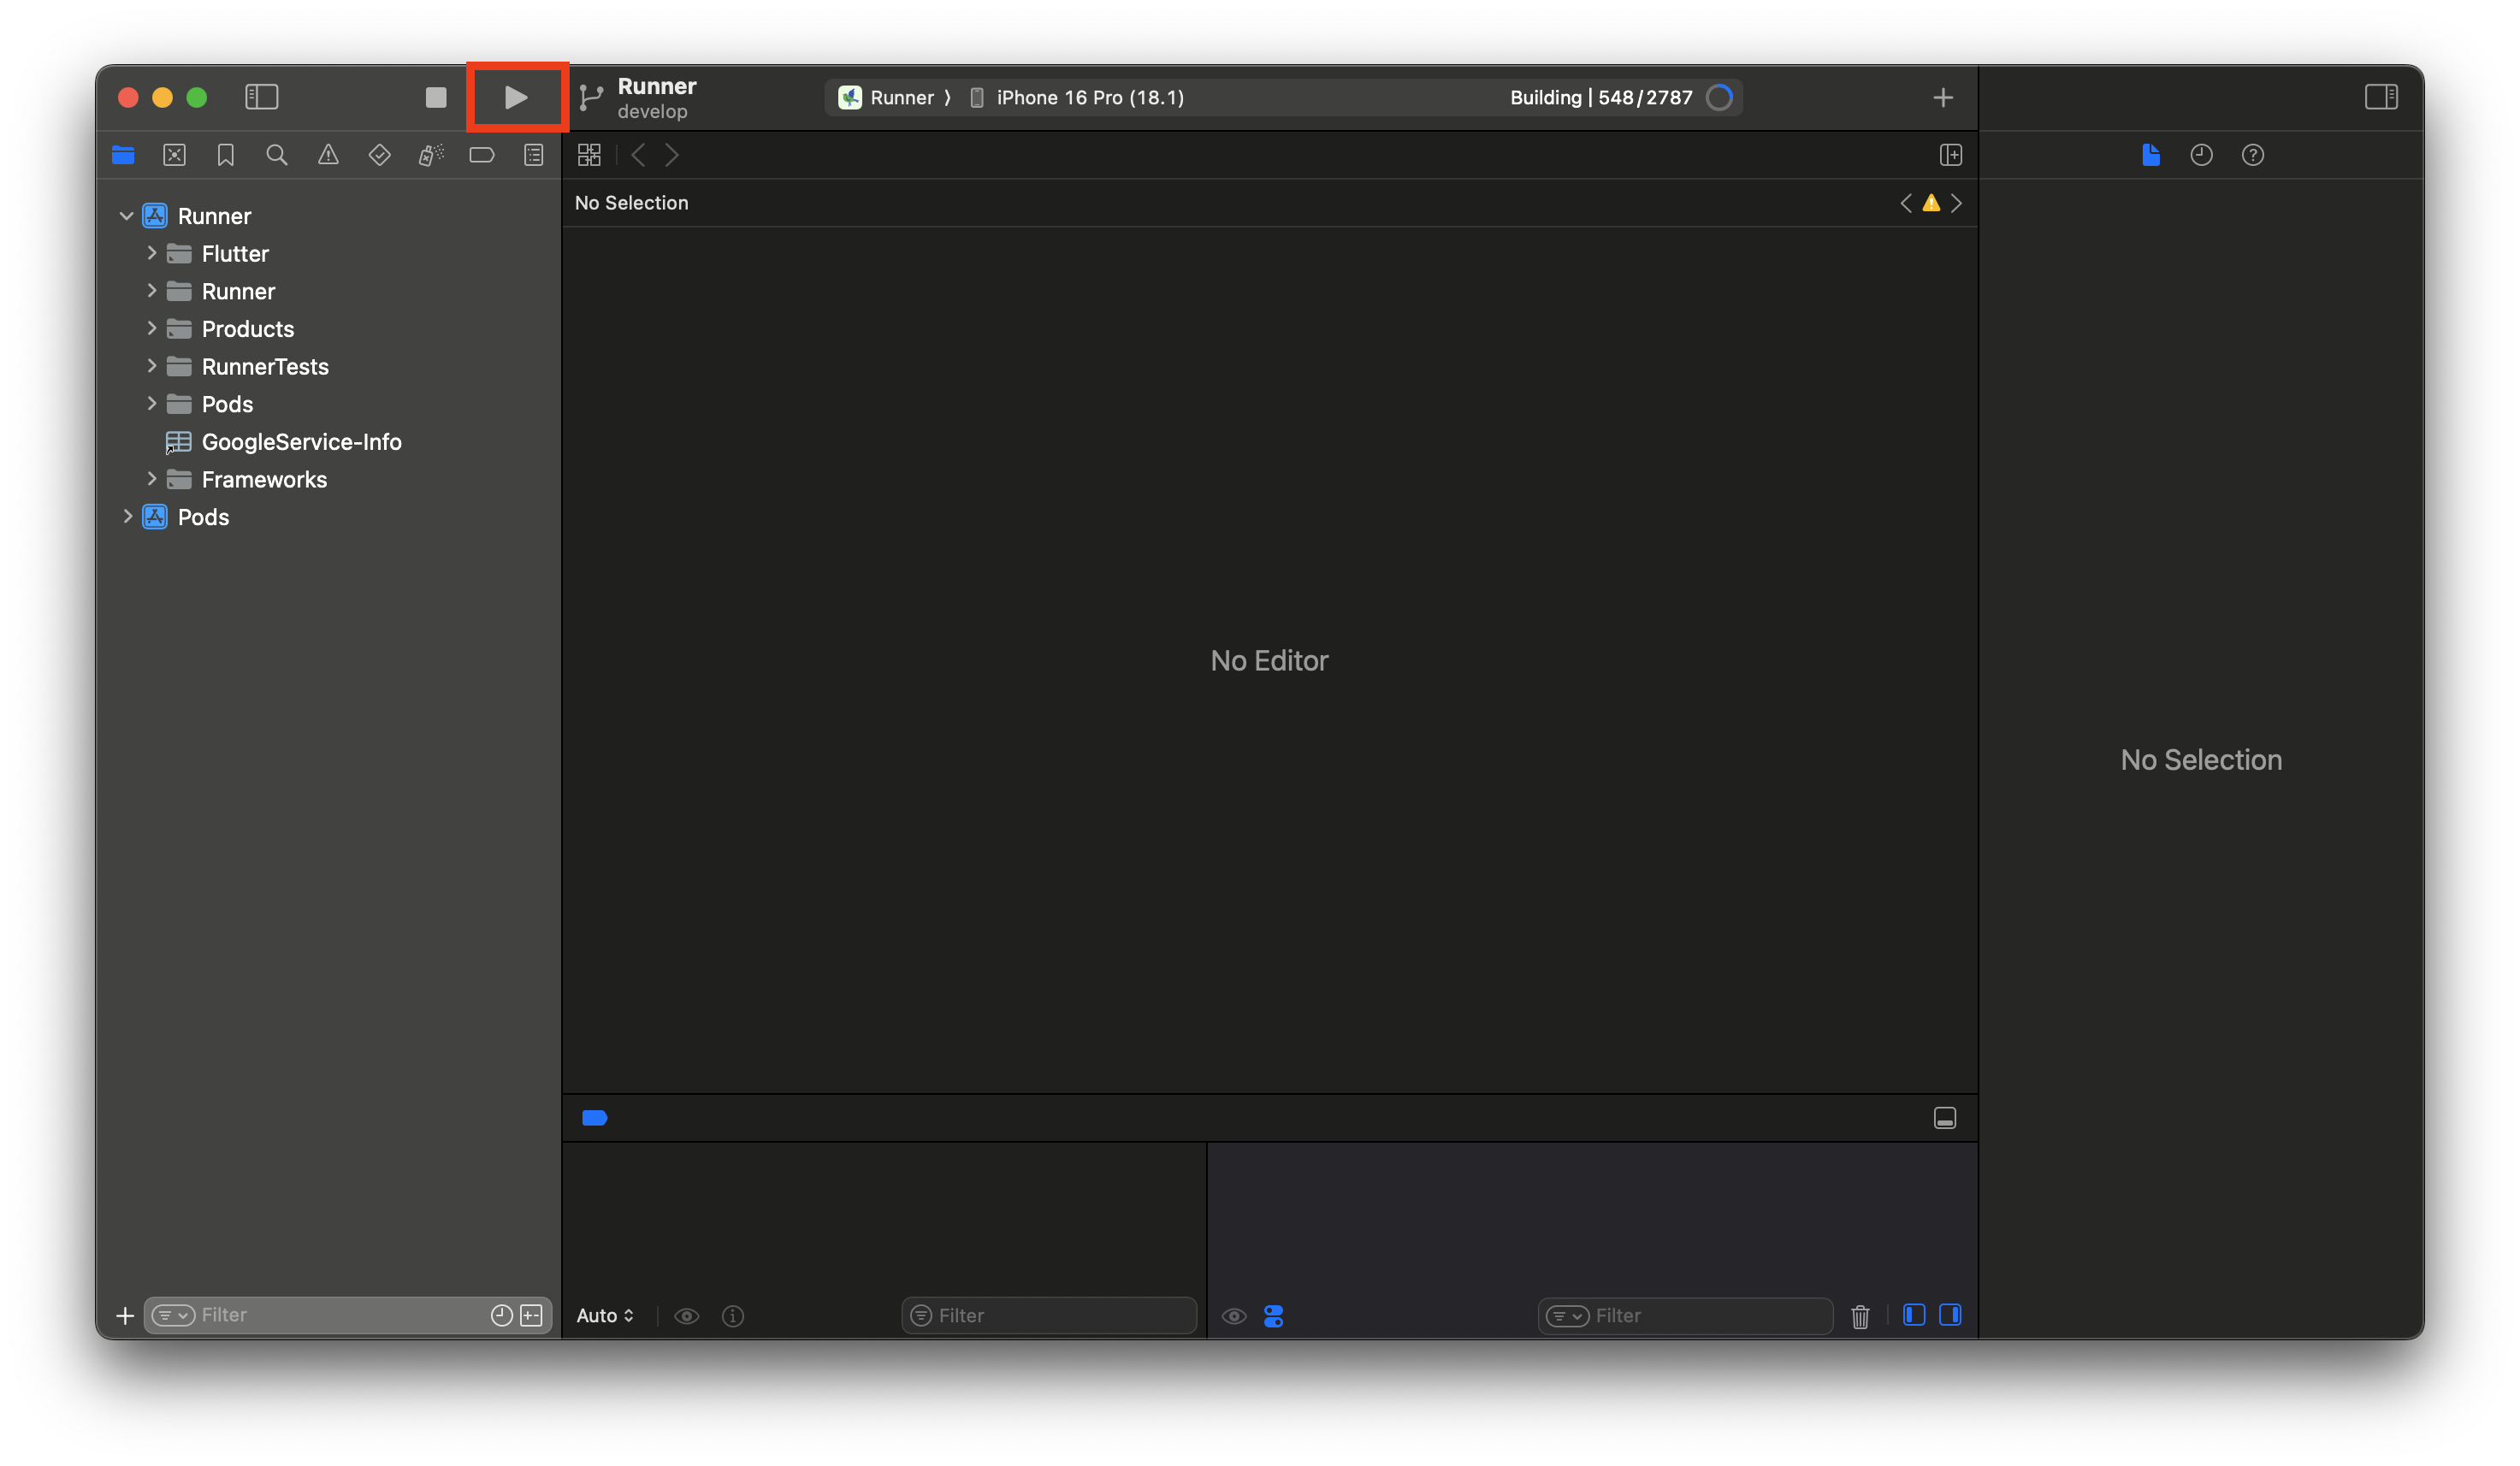 Runner
develop
Runner
iPhone 16 Pro (18.1)
Building | 548/2787
No Selection
Runner
Flutter
Runner
Products
RunnerTests
Pods
GoogleService-Info
Frameworks
Pods
No Editor
No Selection
Filter
Auto
Filter
Filter